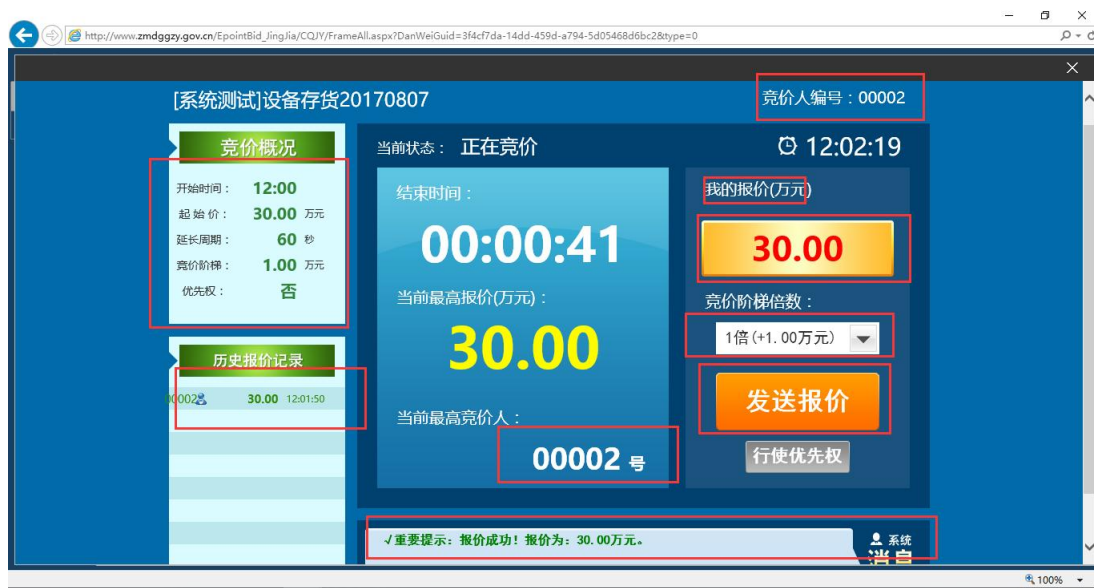 http://www.zmdggzy.gov.cn/EpointBid_JingJia/CQJY/FrameAll.aspx?DanWeiGuid=3f4cf7da-14dd-459d-a794-5d05468d6bc2&type=0
[系统测试]设备存货20170807
竞价人编号：00002
竞价概况
开始时间： 12:00
起始价： 30.00 万元
延长周期： 60 秒
竞价阶梯： 1.00 万元
优先权： 否
历史报价记录
00002 30.00 12:01:50
当前状态： 正在竞价
12:02:19
结束时间：
00:00:41
当前最高报价(万元)：
30.00
当前最高竞价人：
00002 号
我的报价(万元)
30.00
竞价阶梯倍数：
1倍(+1.00万元)
发送报价
行使优先权
√重要提示：报价成功！报价为：30.00万元。
系统
消息
100%